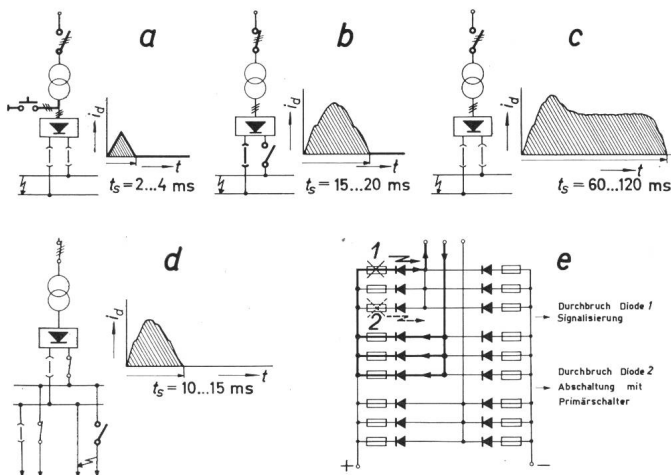 a
b
c
i_d
t
t_s = 2...4 ms
i_d
t
t_s = 15...20 ms
i_d
t
t_s = 60...120 ms
d
i_d
t
t_s = 10...15 ms
e
1
2
Durchbruch Diode 1
Signalisierung
Durchbruch Diode 2
Abschaltung mit
Primärschalter
+
−